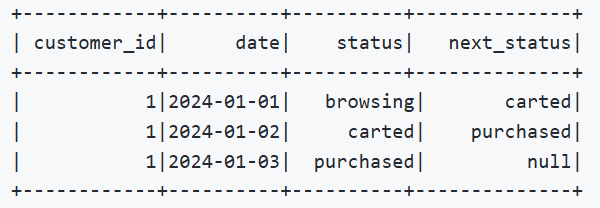 +-----------+----------+----------+--------------+
| customer_id|      date|    status|   next_status|
+-----------+----------+----------+--------------+
|           1|2024-01-01|   browsing|        carted|
|           1|2024-01-02|     carted|     purchased|
|           1|2024-01-03|  purchased|          null|
+-----------+----------+----------+--------------+